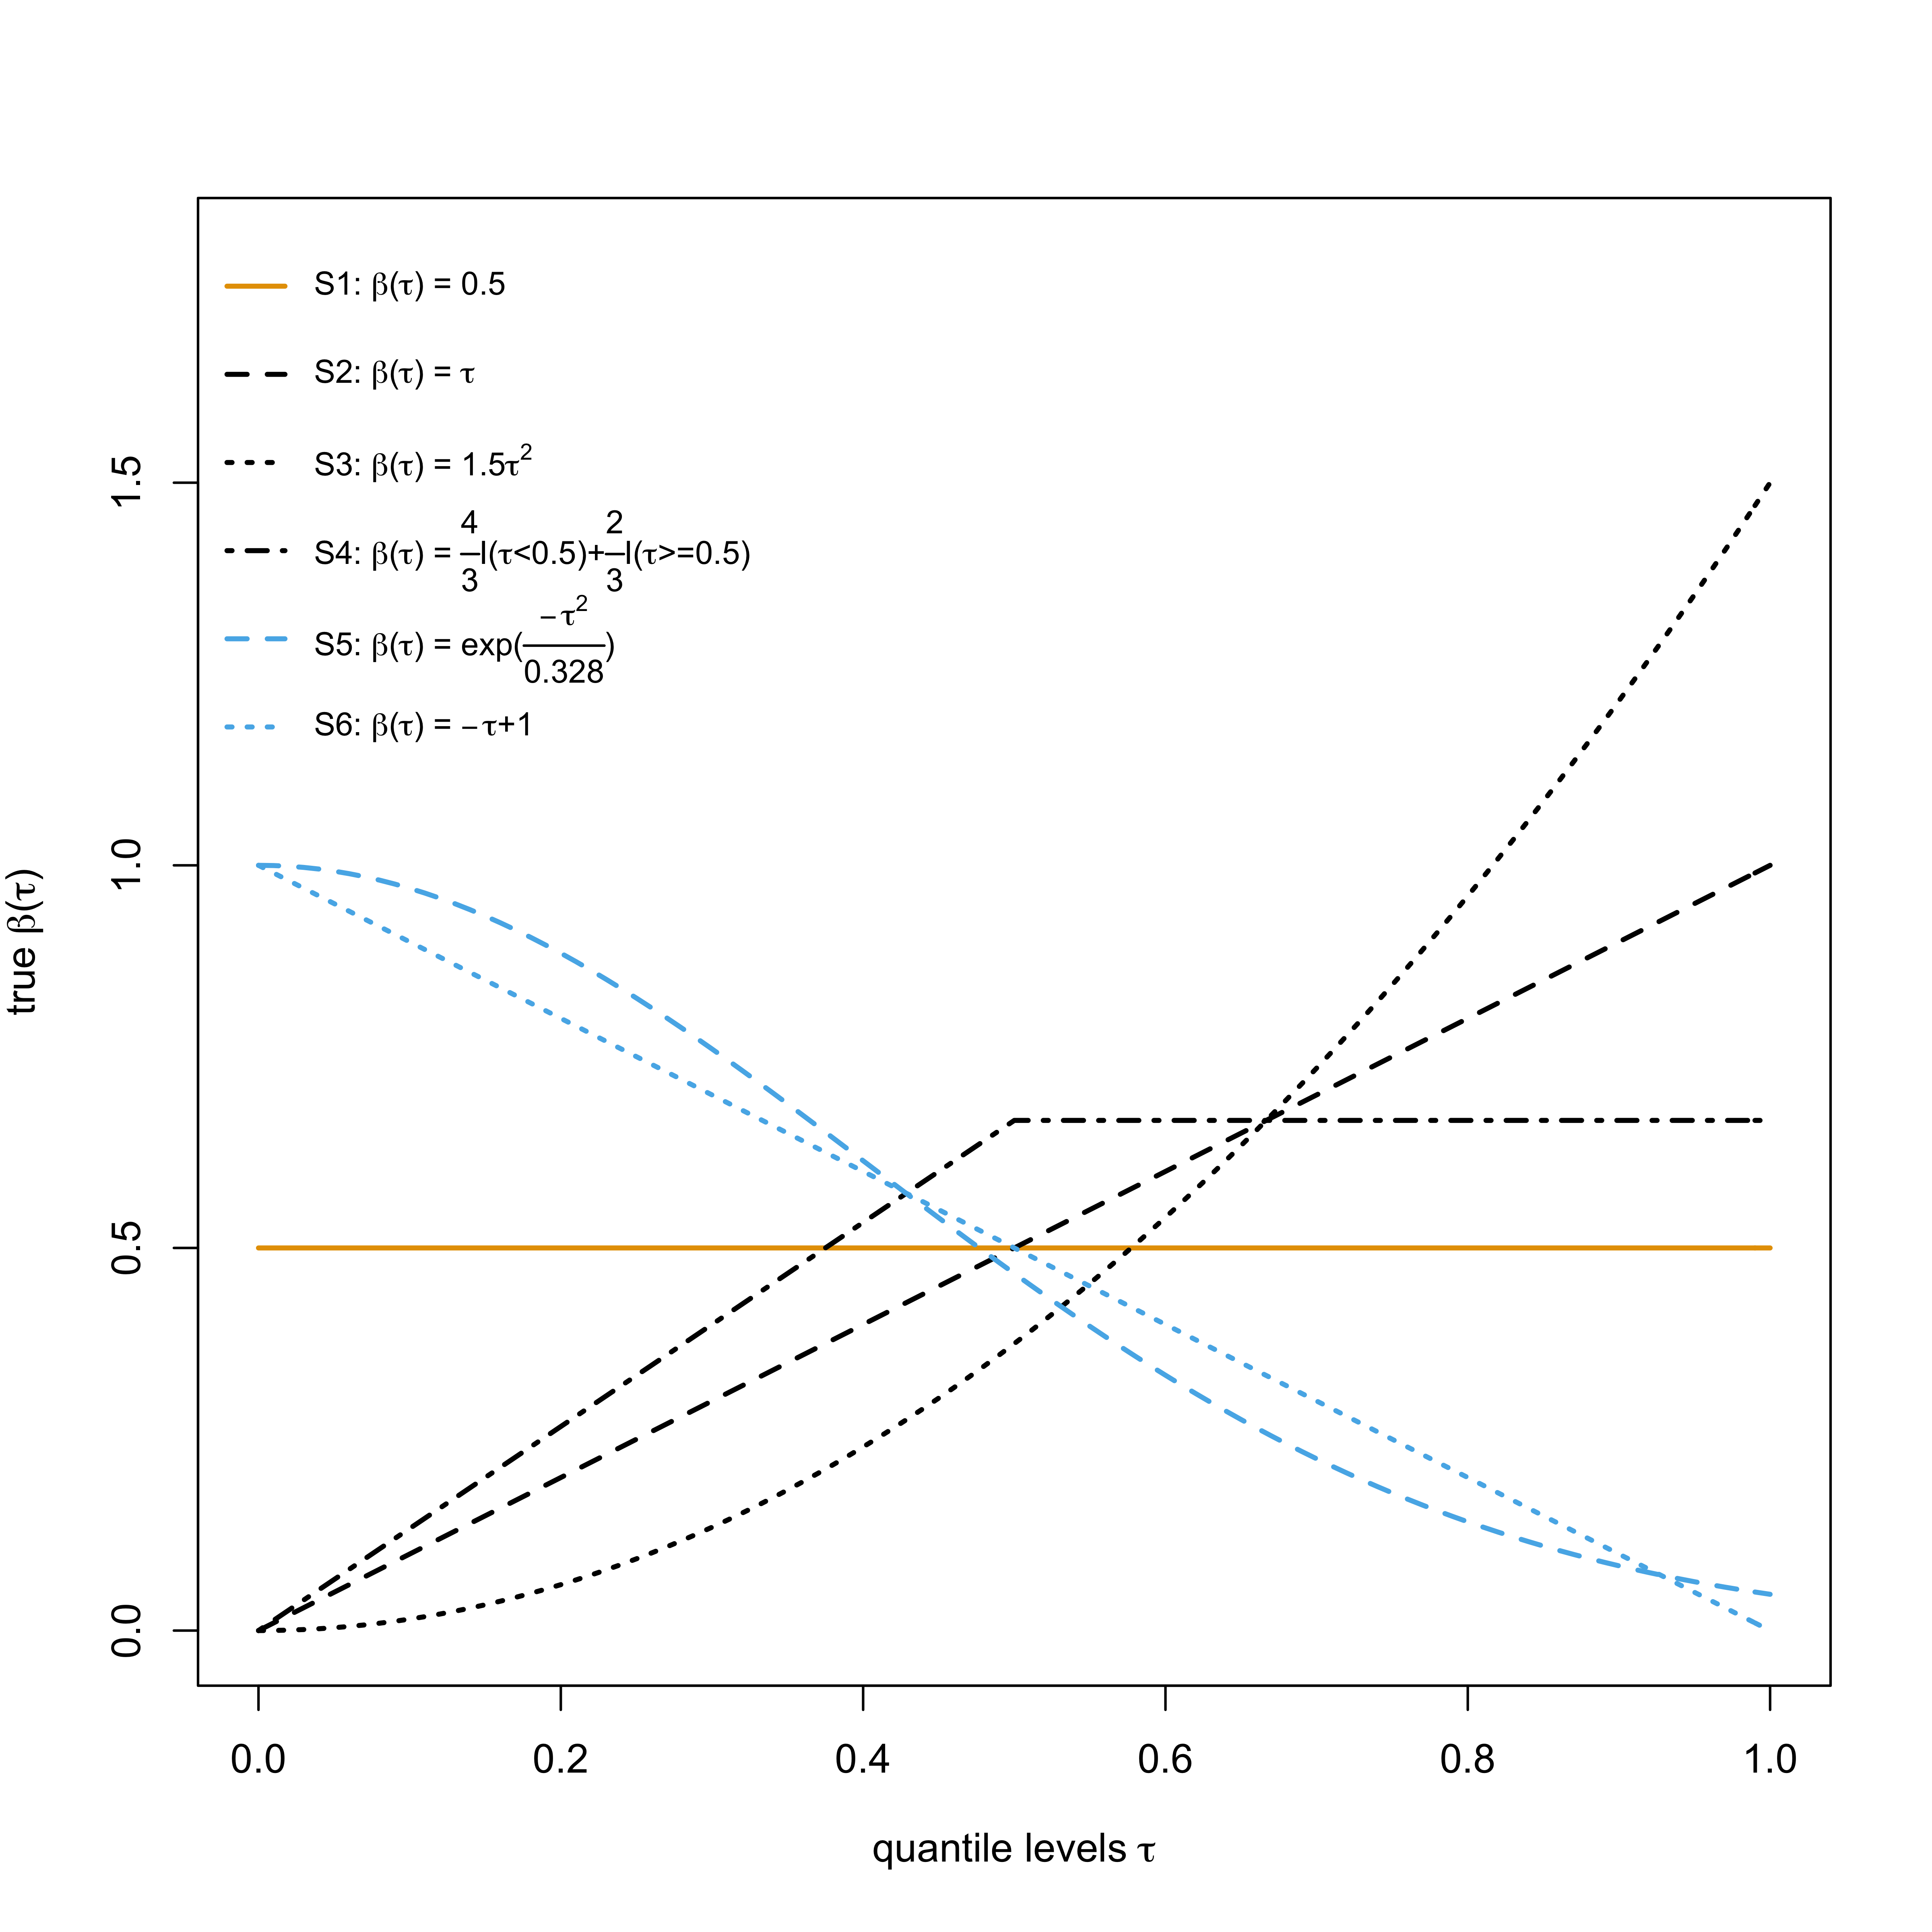 S1: β(τ) = 0.5
S2: β(τ) = τ
S3: β(τ) = 1.5τ²
S4: β(τ) = 4/3I(τ<0.5)+2/3I(τ>=0.5)
S5: β(τ) = exp(−τ²/0.328)
S6: β(τ) = −τ+1
1.5
1.0
0.5
0.0
true β(τ)
0.0 0.2 0.4 0.6 0.8 1.0
quantile levels τ